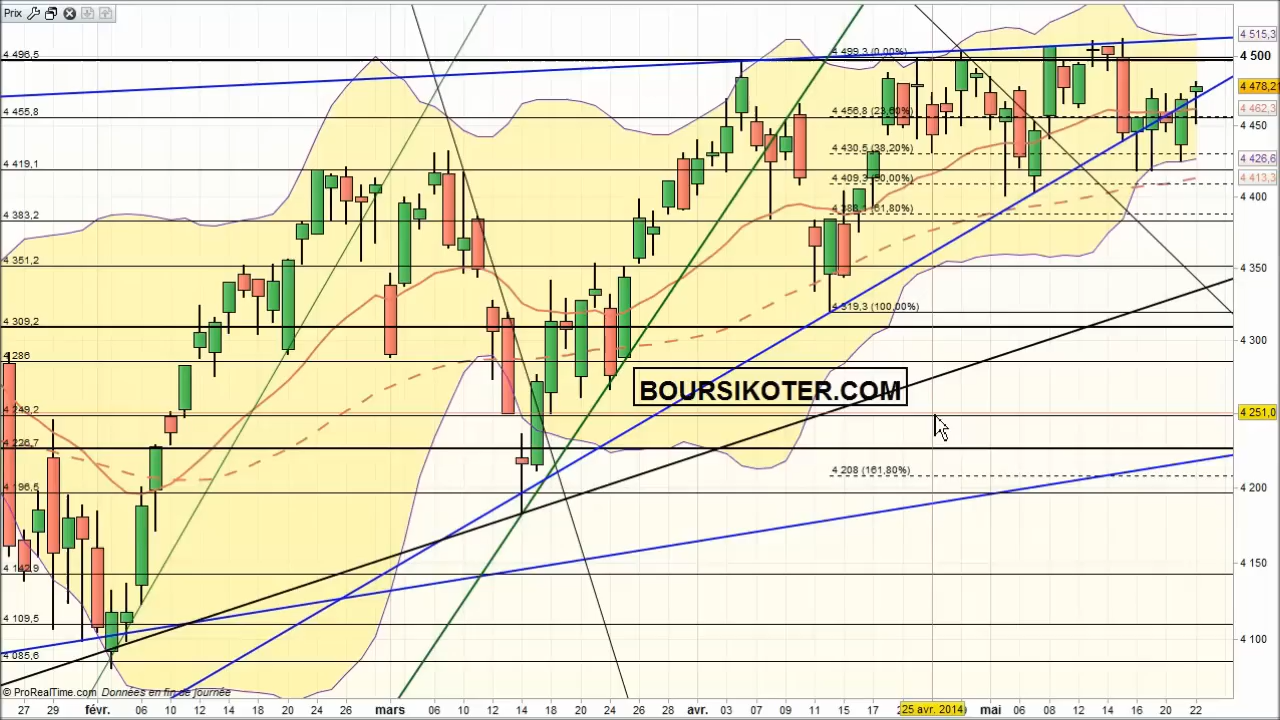 Prix
4 515,3
4 499,3 (0,00%)
4 496,5
4 500
4 478,21
4 456,8 (23,60%)
4 455,8
4 462,3
4 450
4 430,5 (38,20%)
4 426,6
4 419,1
4 409,3 (50,00%)
4 413,3
4 400
4 388,1 (61,80%)
4 383,2
4 351,2
4 350
4 319,3 (100,00%)
4 309,2
4 300
4 286
BOURSIKOTER.COM
4 249,2
4 251,0
4 226,7
4 208 (161,80%)
4 196,5
4 200
4 142,9
4 150
4 109,5
4 100
4 085,6
© ProRealTime.com Données en fin de journée
27 29 févr. 06 10 12 14 18 20 24 26 mars 06 10 12 14 18 20 24 26 28 avr. 03 07 09 11 15 17 25 avr. 2014 mai 06 08 12 14 16 20 22